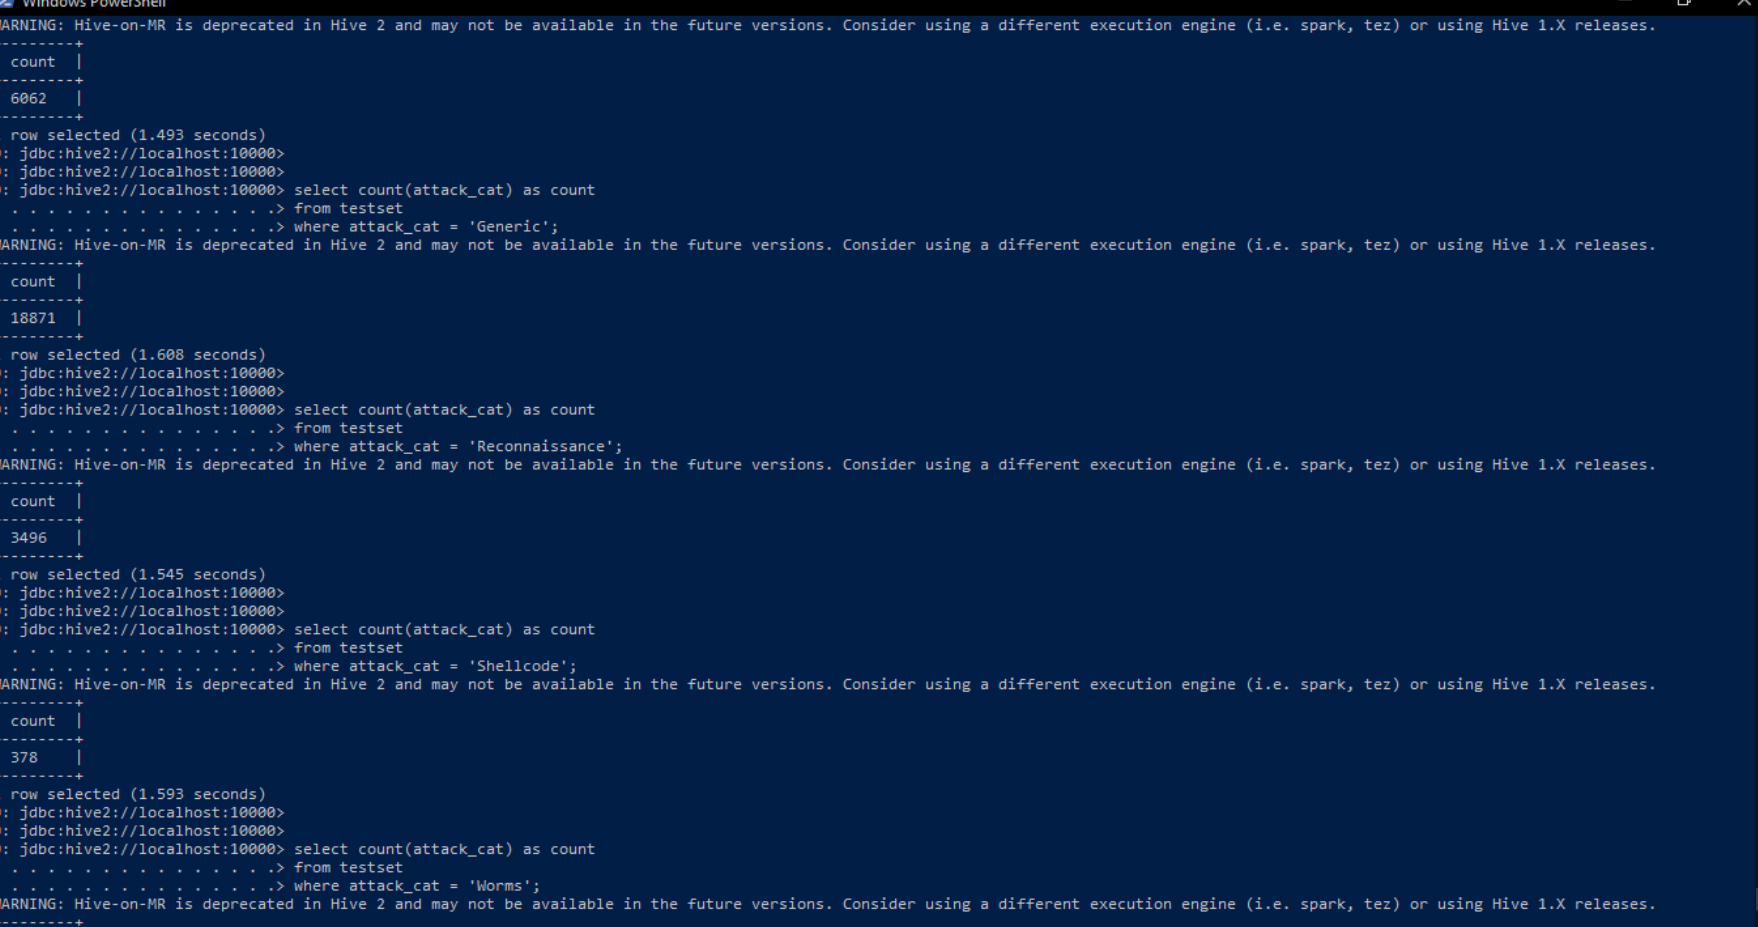 Windows PowerShell
ARNING: Hive-on-MR is deprecated in Hive 2 and may not be available in the future versions. Consider using a different execution engine (i.e. spark, tez) or using Hive 1.X releases.
--------+
count |
--------+
6062 |
--------+
row selected (1.493 seconds)
: jdbc:hive2://localhost:10000>
: jdbc:hive2://localhost:10000>
: jdbc:hive2://localhost:10000> select count(attack_cat) as count
. . . . . . . . . . . . . . .> from testset
. . . . . . . . . . . . . . .> where attack_cat = 'Generic';
ARNING: Hive-on-MR is deprecated in Hive 2 and may not be available in the future versions. Consider using a different execution engine (i.e. spark, tez) or using Hive 1.X releases.
--------+
count |
--------+
18871 |
--------+
row selected (1.608 seconds)
: jdbc:hive2://localhost:10000>
: jdbc:hive2://localhost:10000>
: jdbc:hive2://localhost:10000> select count(attack_cat) as count
. . . . . . . . . . . . . . .> from testset
. . . . . . . . . . . . . . .> where attack_cat = 'Reconnaissance';
ARNING: Hive-on-MR is deprecated in Hive 2 and may not be available in the future versions. Consider using a different execution engine (i.e. spark, tez) or using Hive 1.X releases.
--------+
count |
--------+
3496 |
--------+
row selected (1.545 seconds)
: jdbc:hive2://localhost:10000>
: jdbc:hive2://localhost:10000>
: jdbc:hive2://localhost:10000> select count(attack_cat) as count
. . . . . . . . . . . . . . .> from testset
. . . . . . . . . . . . . . .> where attack_cat = 'Shellcode';
ARNING: Hive-on-MR is deprecated in Hive 2 and may not be available in the future versions. Consider using a different execution engine (i.e. spark, tez) or using Hive 1.X releases.
--------+
count |
--------+
378 |
--------+
row selected (1.593 seconds)
: jdbc:hive2://localhost:10000>
: jdbc:hive2://localhost:10000>
: jdbc:hive2://localhost:10000> select count(attack_cat) as count
. . . . . . . . . . . . . . .> from testset
. . . . . . . . . . . . . . .> where attack_cat = 'Worms';
ARNING: Hive-on-MR is deprecated in Hive 2 and may not be available in the future versions. Consider using a different execution engine (i.e. spark, tez) or using Hive 1.X releases.
--------+